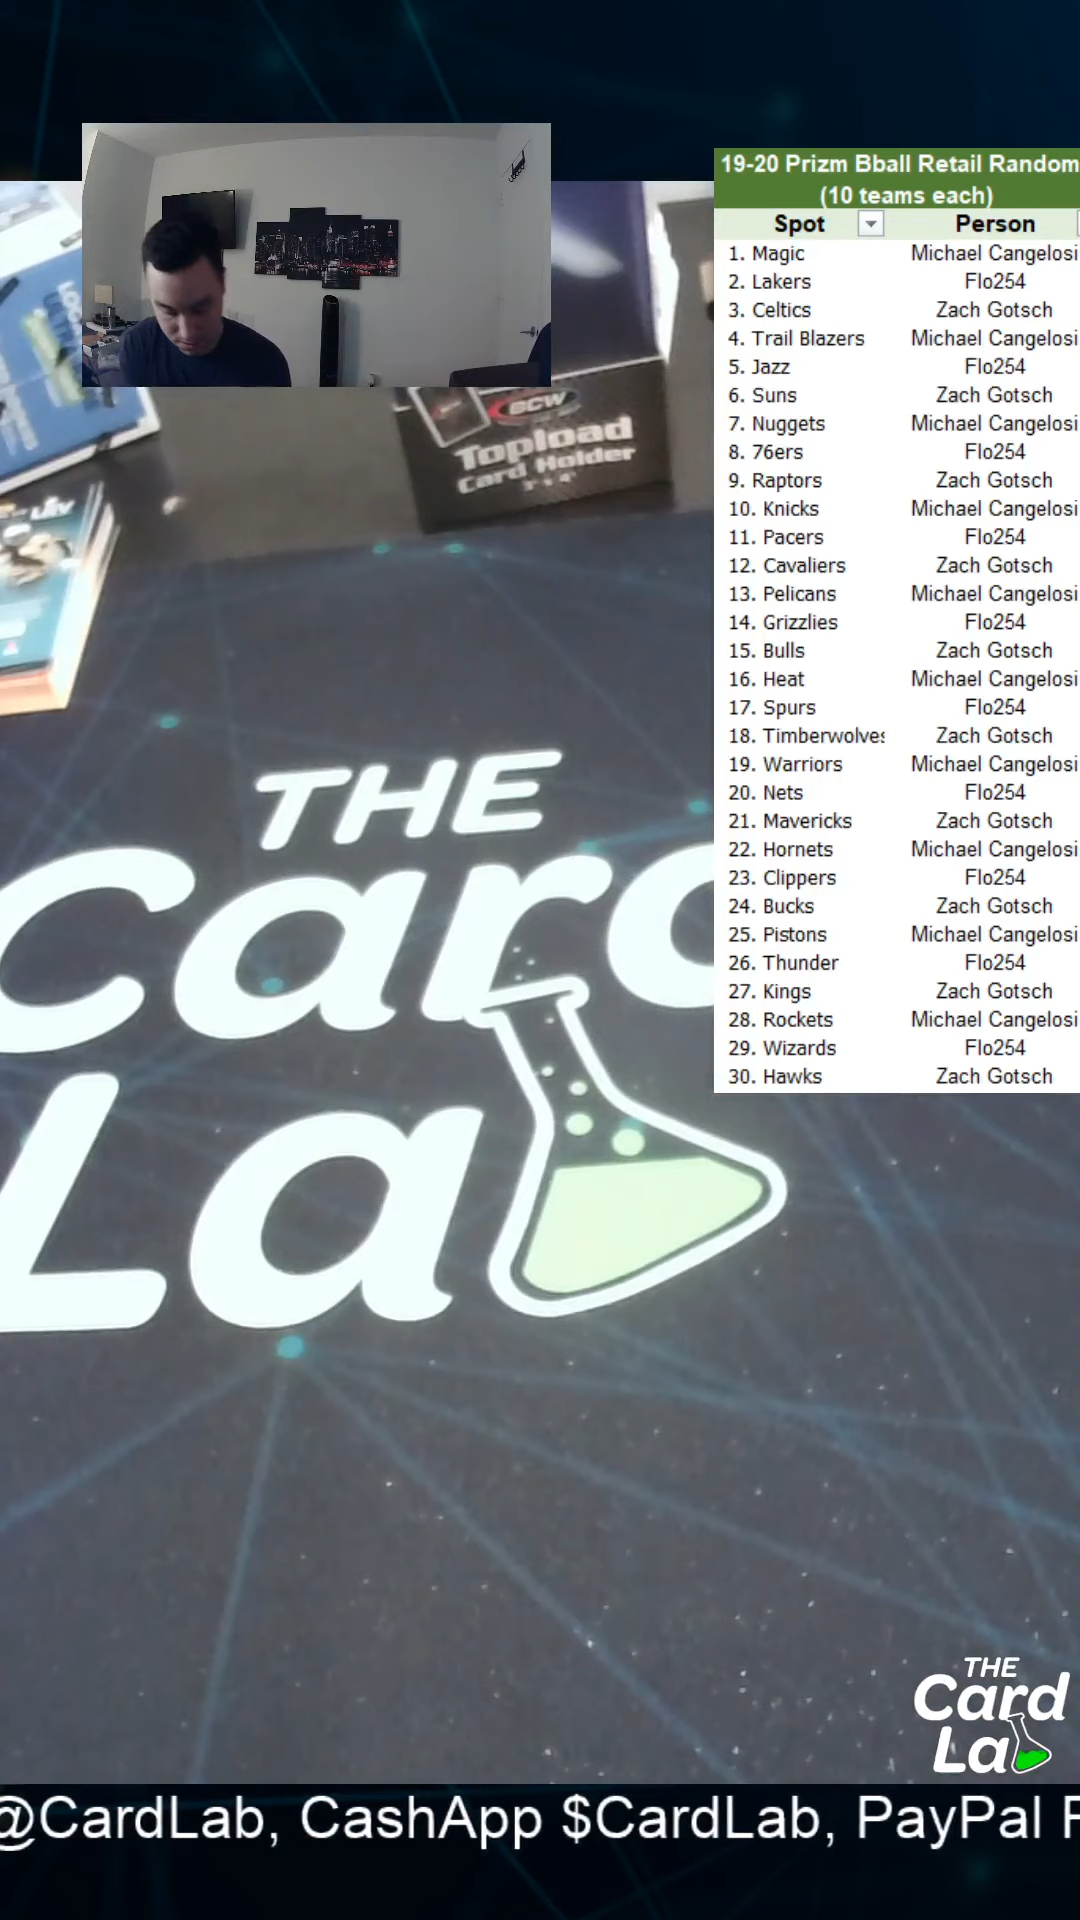 19-20 Prizm Bball Retail Random
(10 teams each)
Spot Person
1. Magic Michael Cangelosi
2. Lakers Flo254
3. Celtics Zach Gotsch
4. Trail Blazers Michael Cangelosi
5. Jazz Flo254
6. Suns Zach Gotsch
7. Nuggets Michael Cangelosi
8. 76ers Flo254
9. Raptors Zach Gotsch
10. Knicks Michael Cangelosi
11. Pacers Flo254
12. Cavaliers Zach Gotsch
13. Pelicans Michael Cangelosi
14. Grizzlies Flo254
15. Bulls Zach Gotsch
16. Heat Michael Cangelosi
17. Spurs Flo254
18. Timberwolves Zach Gotsch
19. Warriors Michael Cangelosi
20. Nets Flo254
21. Mavericks Zach Gotsch
22. Hornets Michael Cangelosi
23. Clippers Flo254
24. Bucks Zach Gotsch
25. Pistons Michael Cangelosi
26. Thunder Flo254
27. Kings Zach Gotsch
28. Rockets Michael Cangelosi
29. Wizards Flo254
30. Hawks Zach Gotsch
BCW
Topload
Card Holder
3" x 4"
LIV
THE
Card
La
THE
Card
La
@CardLab, CashApp $CardLab, PayPal F